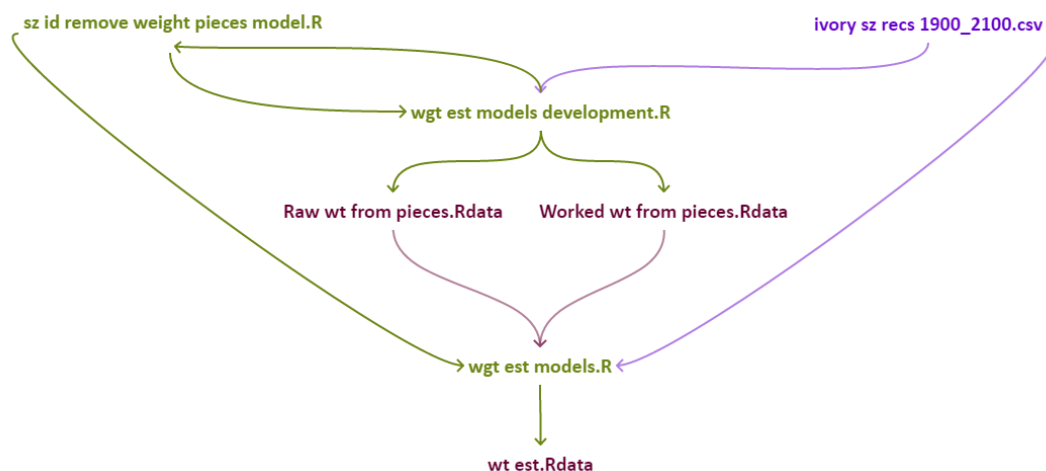 sz id remove weight pieces model.R
ivory sz recs 1900_2100.csv
wgt est models development.R
Raw wt from pieces.Rdata
Worked wt from pieces.Rdata
wgt est models.R
wt est.Rdata